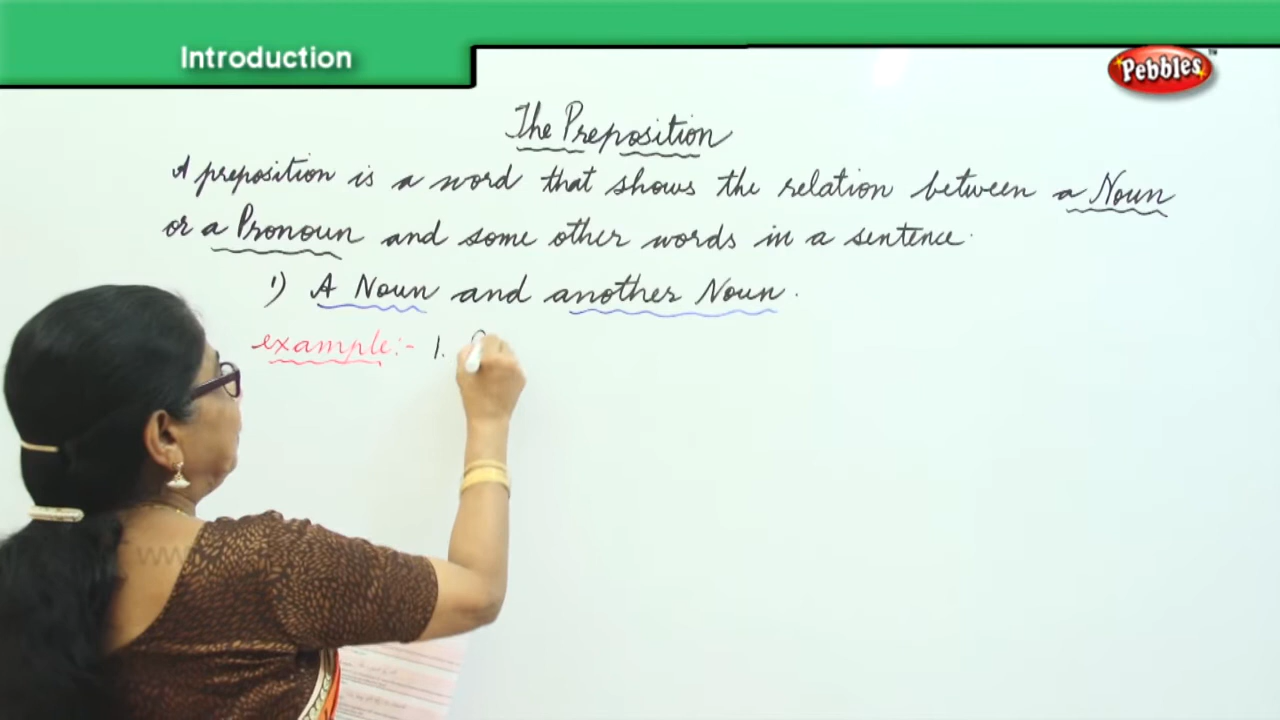 Introduction
Pebbles™
The Preposition
A preposition is a word that shows the relation between a Noun
or a Pronoun and some other words in a sentence.
1) A Noun and another Noun.
example:- 1.